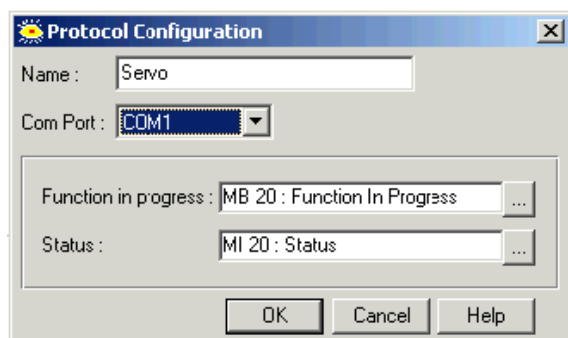 Protocol Configuration
Name : Servo
Com Port : COM1
Function in progress : MB 20 : Function In Progress ...
Status : MI 20 : Status ...
OK Cancel Help